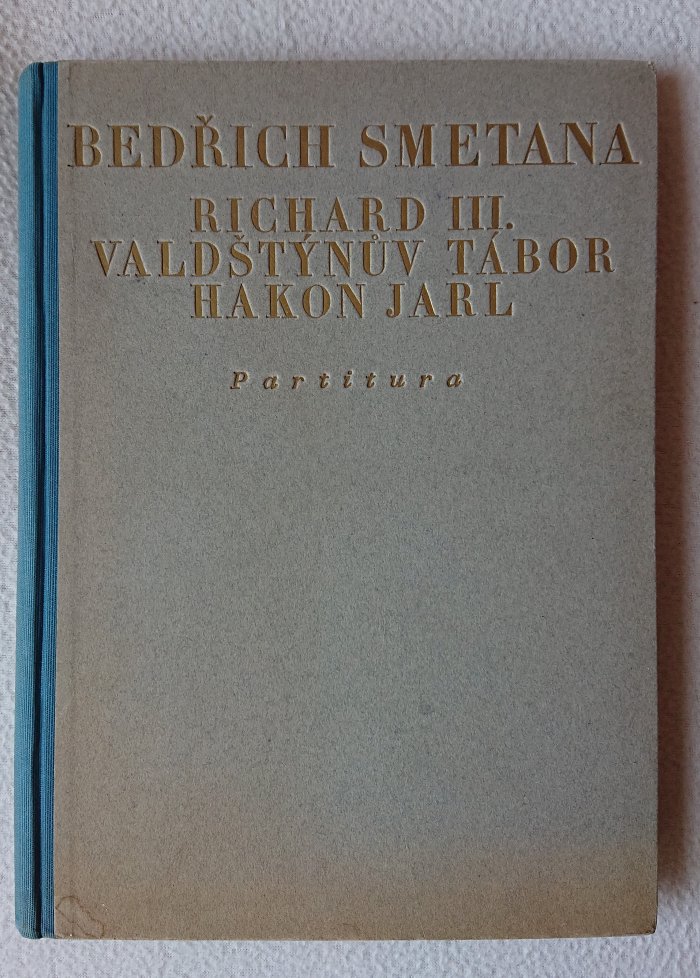 BEDŘICH SMETANA
RICHARD III.
VALDŠTÝNŮV TÁBOR
HAKON JARL
Partitura